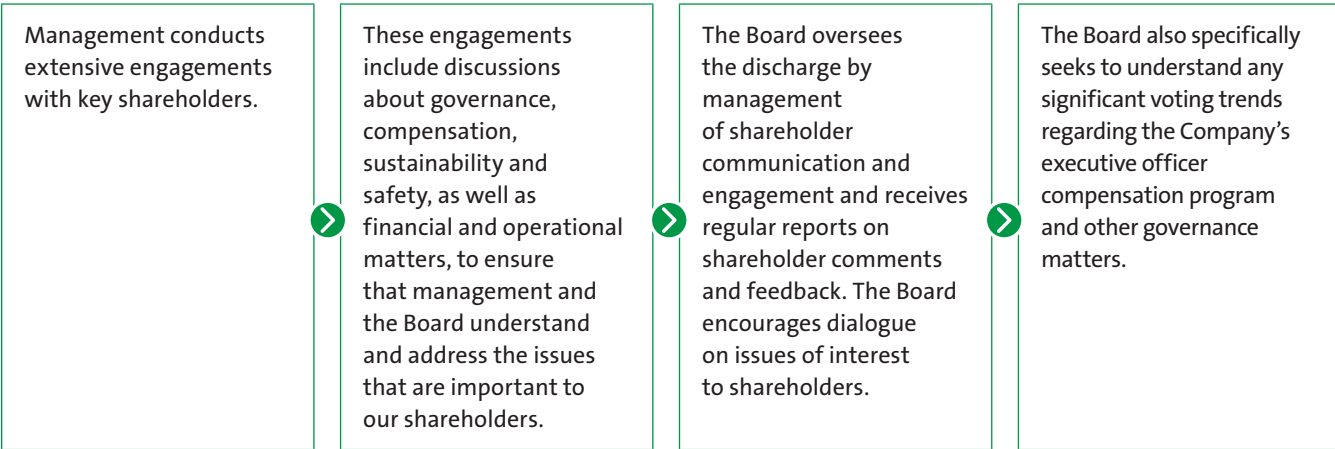 Management conducts
extensive engagements
with key shareholders.
These engagements
include discussions
about governance,
compensation,
sustainability and
safety, as well as
financial and operational
matters, to ensure
that management and
the Board understand
and address the issues
that are important to
our shareholders.
The Board oversees
the discharge by
management
of shareholder
communication and
engagement and receives
regular reports on
shareholder comments
and feedback. The Board
encourages dialogue
on issues of interest
to shareholders.
The Board also specifically
seeks to understand any
significant voting trends
regarding the Company’s
executive officer
compensation program
and other governance
matters.